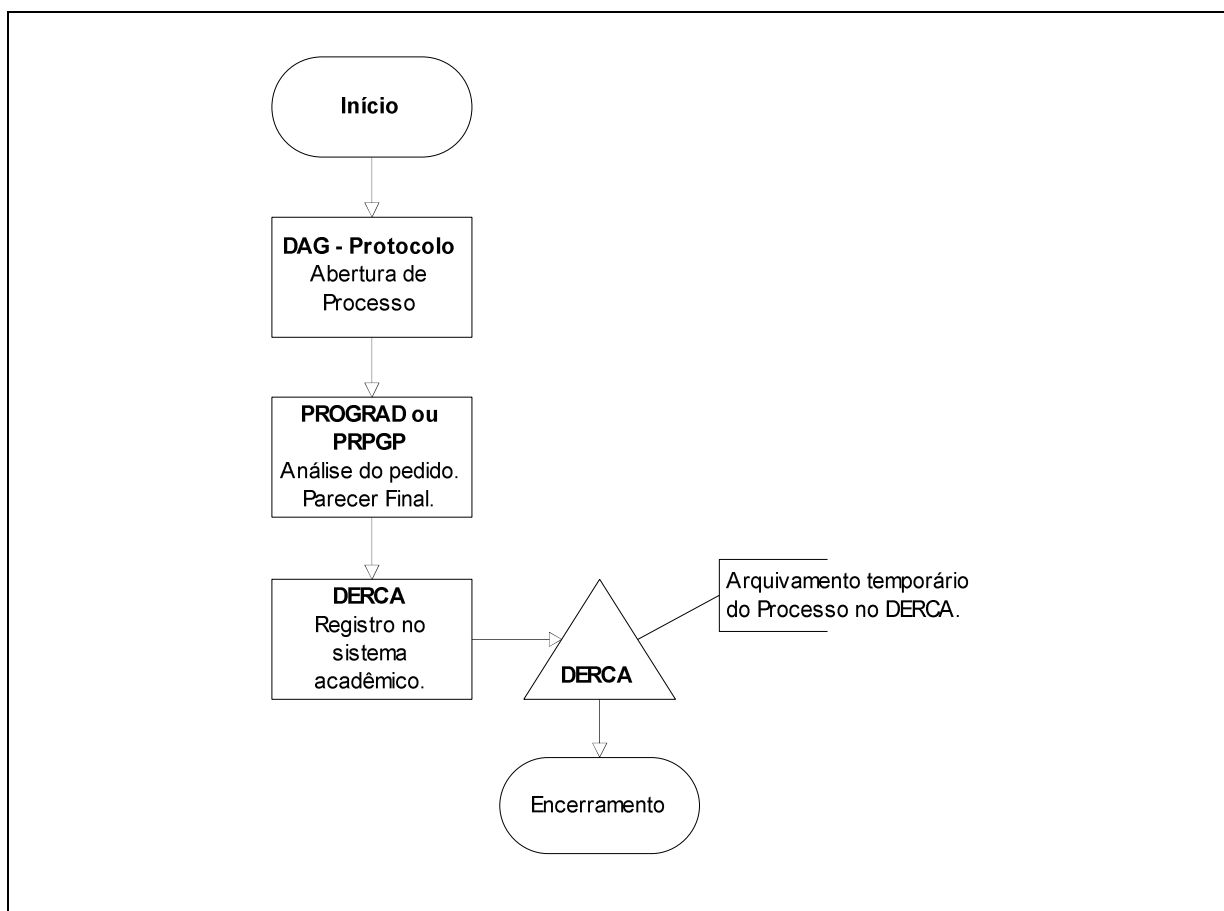 Início
DAG - Protocolo
Abertura de
Processo
PROGRAD ou
PRPGP
Análise do pedido.
Parecer Final.
DERCA
Registro no
sistema
acadêmico.
DERCA
Arquivamento temporário
do Processo no DERCA.
Encerramento